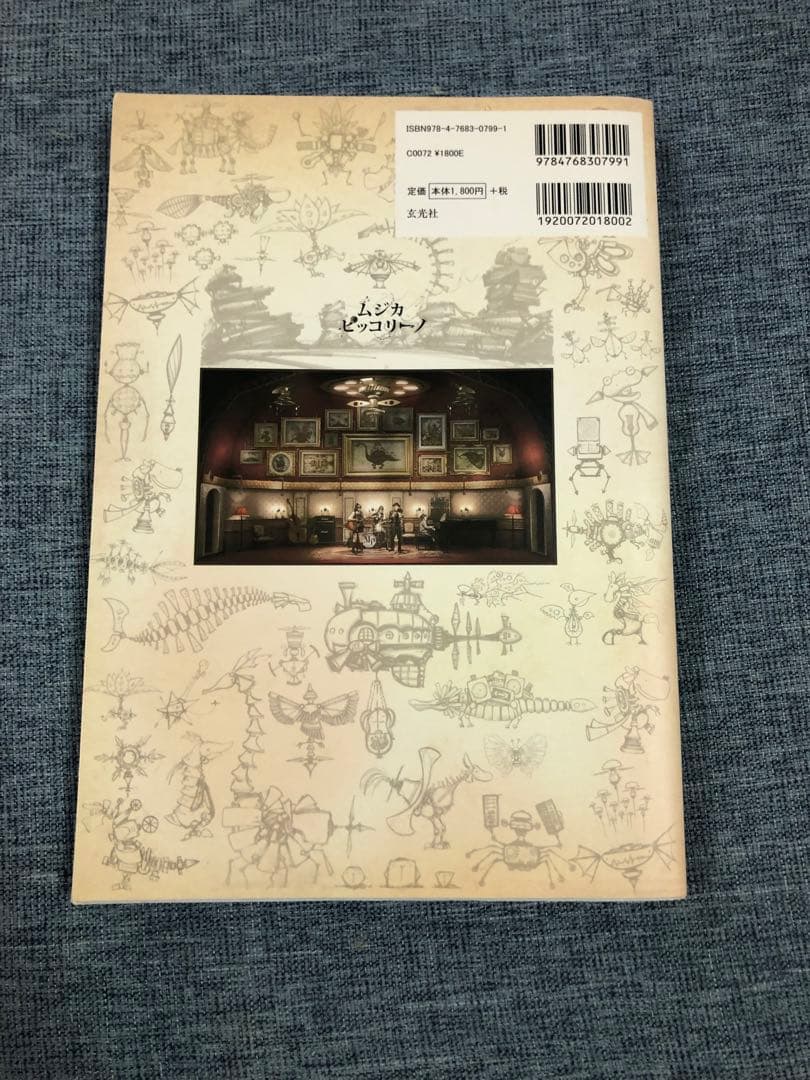 ISBN978-4-7683-0799-1
C0072 ¥1800E
定価 本体1,800円 +税
玄光社
9784768307991
1920072018002
ムジカ
ピッコリーノ
Mp